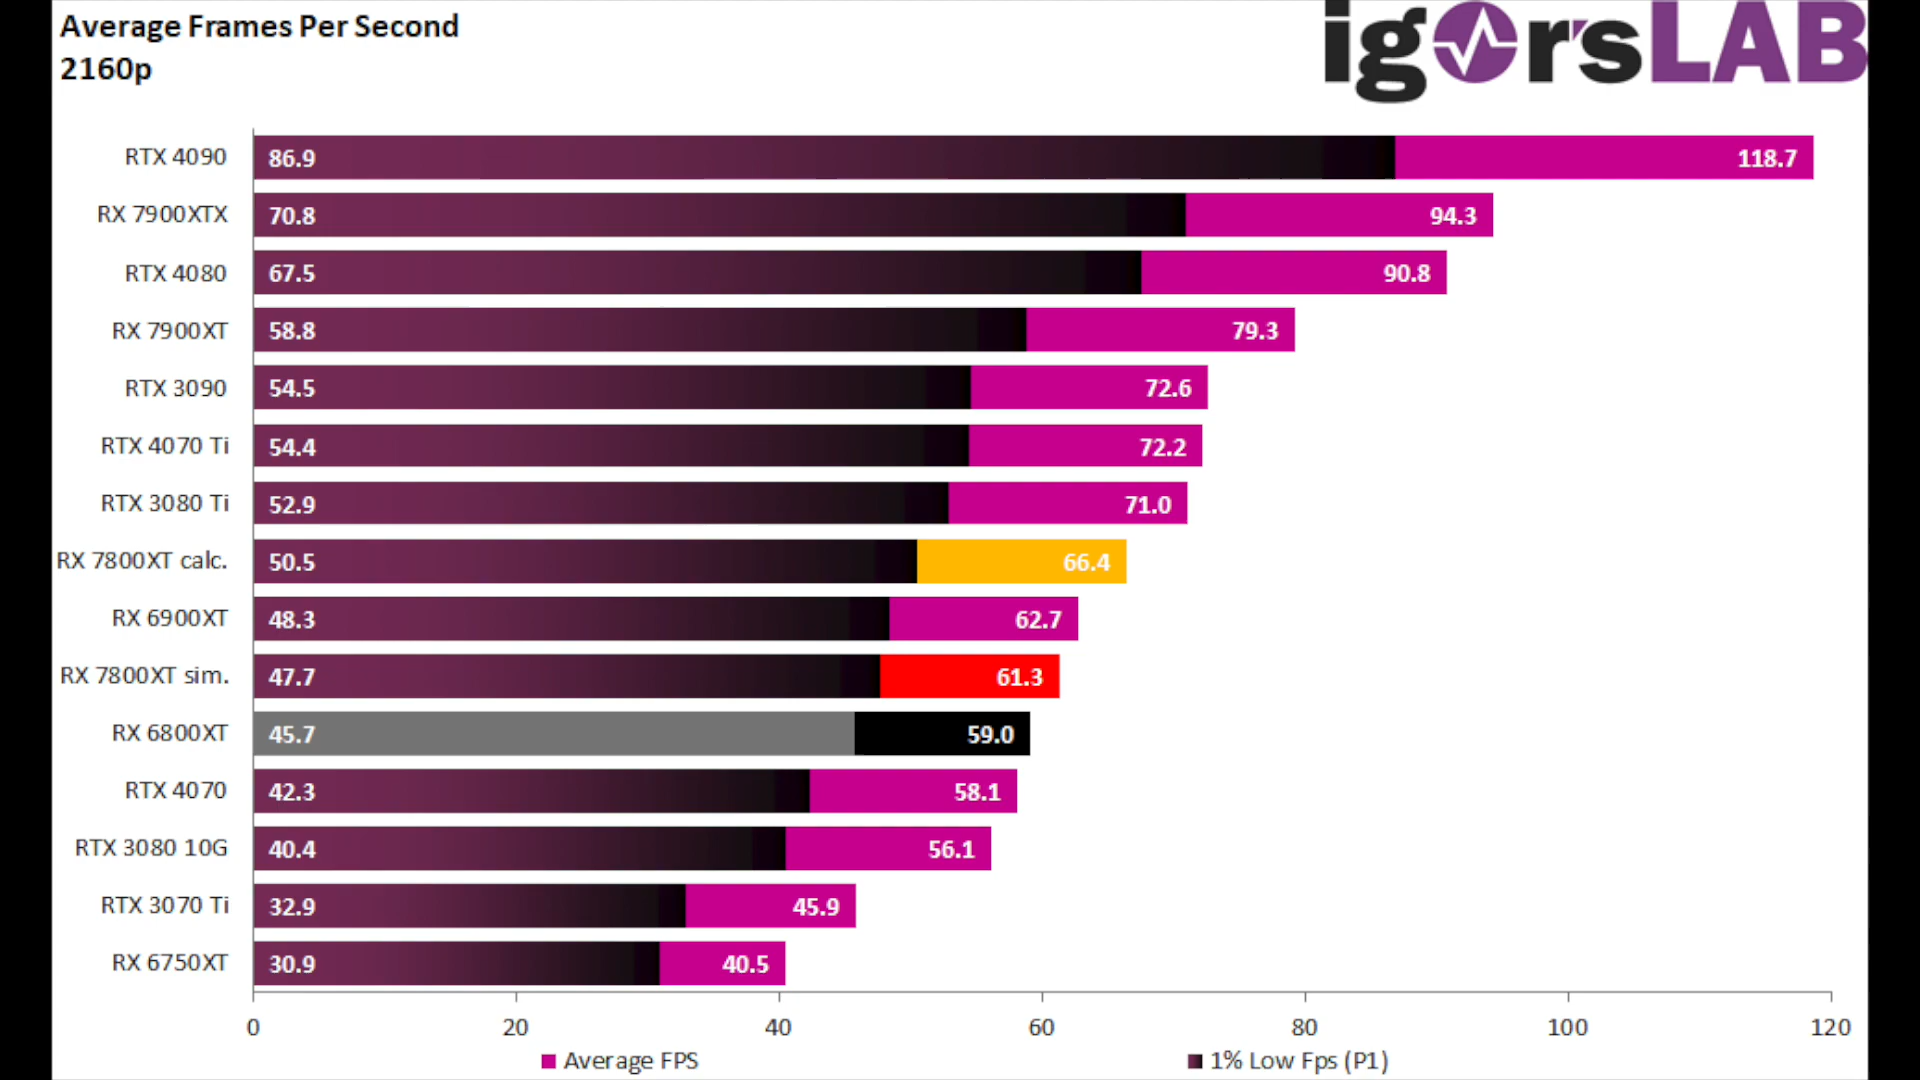 Average Frames Per Second
2160p
igorsLAB
RTX 4090 86.9 118.7
RX 7900XTX 70.8 94.3
RTX 4080 67.5 90.8
RX 7900XT 58.8 79.3
RTX 3090 54.5 72.6
RTX 4070 Ti 54.4 72.2
RTX 3080 Ti 52.9 71.0
RX 7800XT calc. 50.5 66.4
RX 6900XT 48.3 62.7
RX 7800XT sim. 47.7 61.3
RX 6800XT 45.7 59.0
RTX 4070 42.3 58.1
RTX 3080 10G 40.4 56.1
RTX 3070 Ti 32.9 45.9
RX 6750XT 30.9 40.5
0 20 40 60 80 100 120
Average FPS 1% Low Fps (P1)